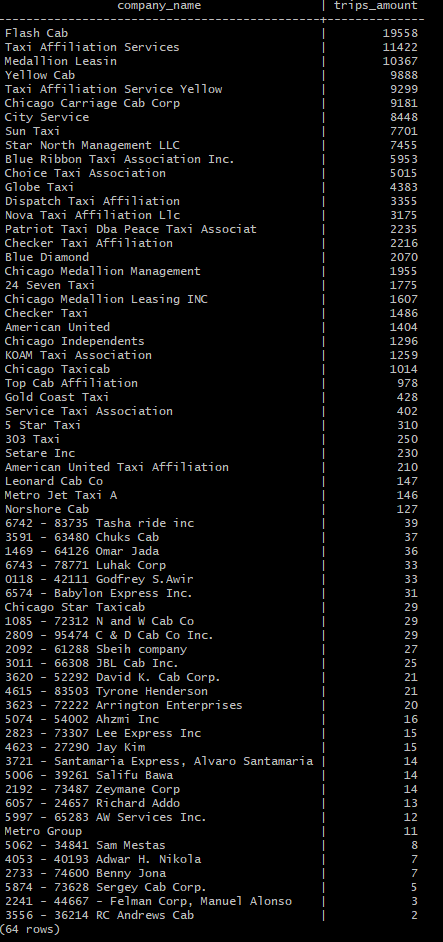 company_name | trips_amount
Flash Cab | 19558
Taxi Affiliation Services | 11422
Medallion Leasin | 10367
Yellow Cab | 9888
Taxi Affiliation Service Yellow | 9299
Chicago Carriage Cab Corp | 9181
City Service | 8448
Sun Taxi | 7701
Star North Management LLC | 7455
Blue Ribbon Taxi Association Inc. | 5953
Choice Taxi Association | 5015
Globe Taxi | 4383
Dispatch Taxi Affiliation | 3355
Nova Taxi Affiliation Llc | 3175
Patriot Taxi Dba Peace Taxi Associat | 2235
Checker Taxi Affiliation | 2216
Blue Diamond | 2070
Chicago Medallion Management | 1955
24 Seven Taxi | 1775
Chicago Medallion Leasing INC | 1607
Checker Taxi | 1486
American United | 1404
Chicago Independents | 1296
KOAM Taxi Association | 1259
Chicago Taxicab | 1014
Top Cab Affiliation | 978
Gold Coast Taxi | 428
Service Taxi Association | 402
5 Star Taxi | 310
303 Taxi | 250
Setare Inc | 230
American United Taxi Affiliation | 210
Leonard Cab Co | 147
Metro Jet Taxi A | 146
Norshore Cab | 127
6742 - 83735 Tasha ride inc | 39
3591 - 63480 Chuks Cab | 37
1469 - 64126 Omar Jada | 36
6743 - 78771 Luhak Corp | 33
0118 - 42111 Godfrey S.Awir | 33
6574 - Babylon Express Inc. | 31
Chicago Star Taxicab | 29
1085 - 72312 N and W Cab Co | 29
2809 - 95474 C & D Cab Co Inc. | 29
2092 - 61288 Sbeih company | 27
3011 - 66308 JBL Cab Inc. | 25
3620 - 52292 David K. Cab Corp. | 21
4615 - 83503 Tyrone Henderson | 21
3623 - 72222 Arrington Enterprises | 20
5074 - 54002 Ahzmi Inc | 16
2823 - 73307 Lee Express Inc | 15
4623 - 27290 Jay Kim | 15
3721 - Santamaria Express, Alvaro Santamaria | 14
5006 - 39261 Salifu Bawa | 14
2192 - 73487 Zeymane Corp | 14
6057 - 24657 Richard Addo | 13
5997 - 65283 AW Services Inc. | 12
Metro Group | 11
5062 - 34841 Sam Mestas | 8
4053 - 40193 Adwar H. Nikola | 7
2733 - 74600 Benny Jona | 7
5874 - 73628 Sergey Cab Corp. | 5
2241 - 44667 - Felman Corp, Manuel Alonso | 3
3556 - 36214 RC Andrews Cab | 2
(64 rows)